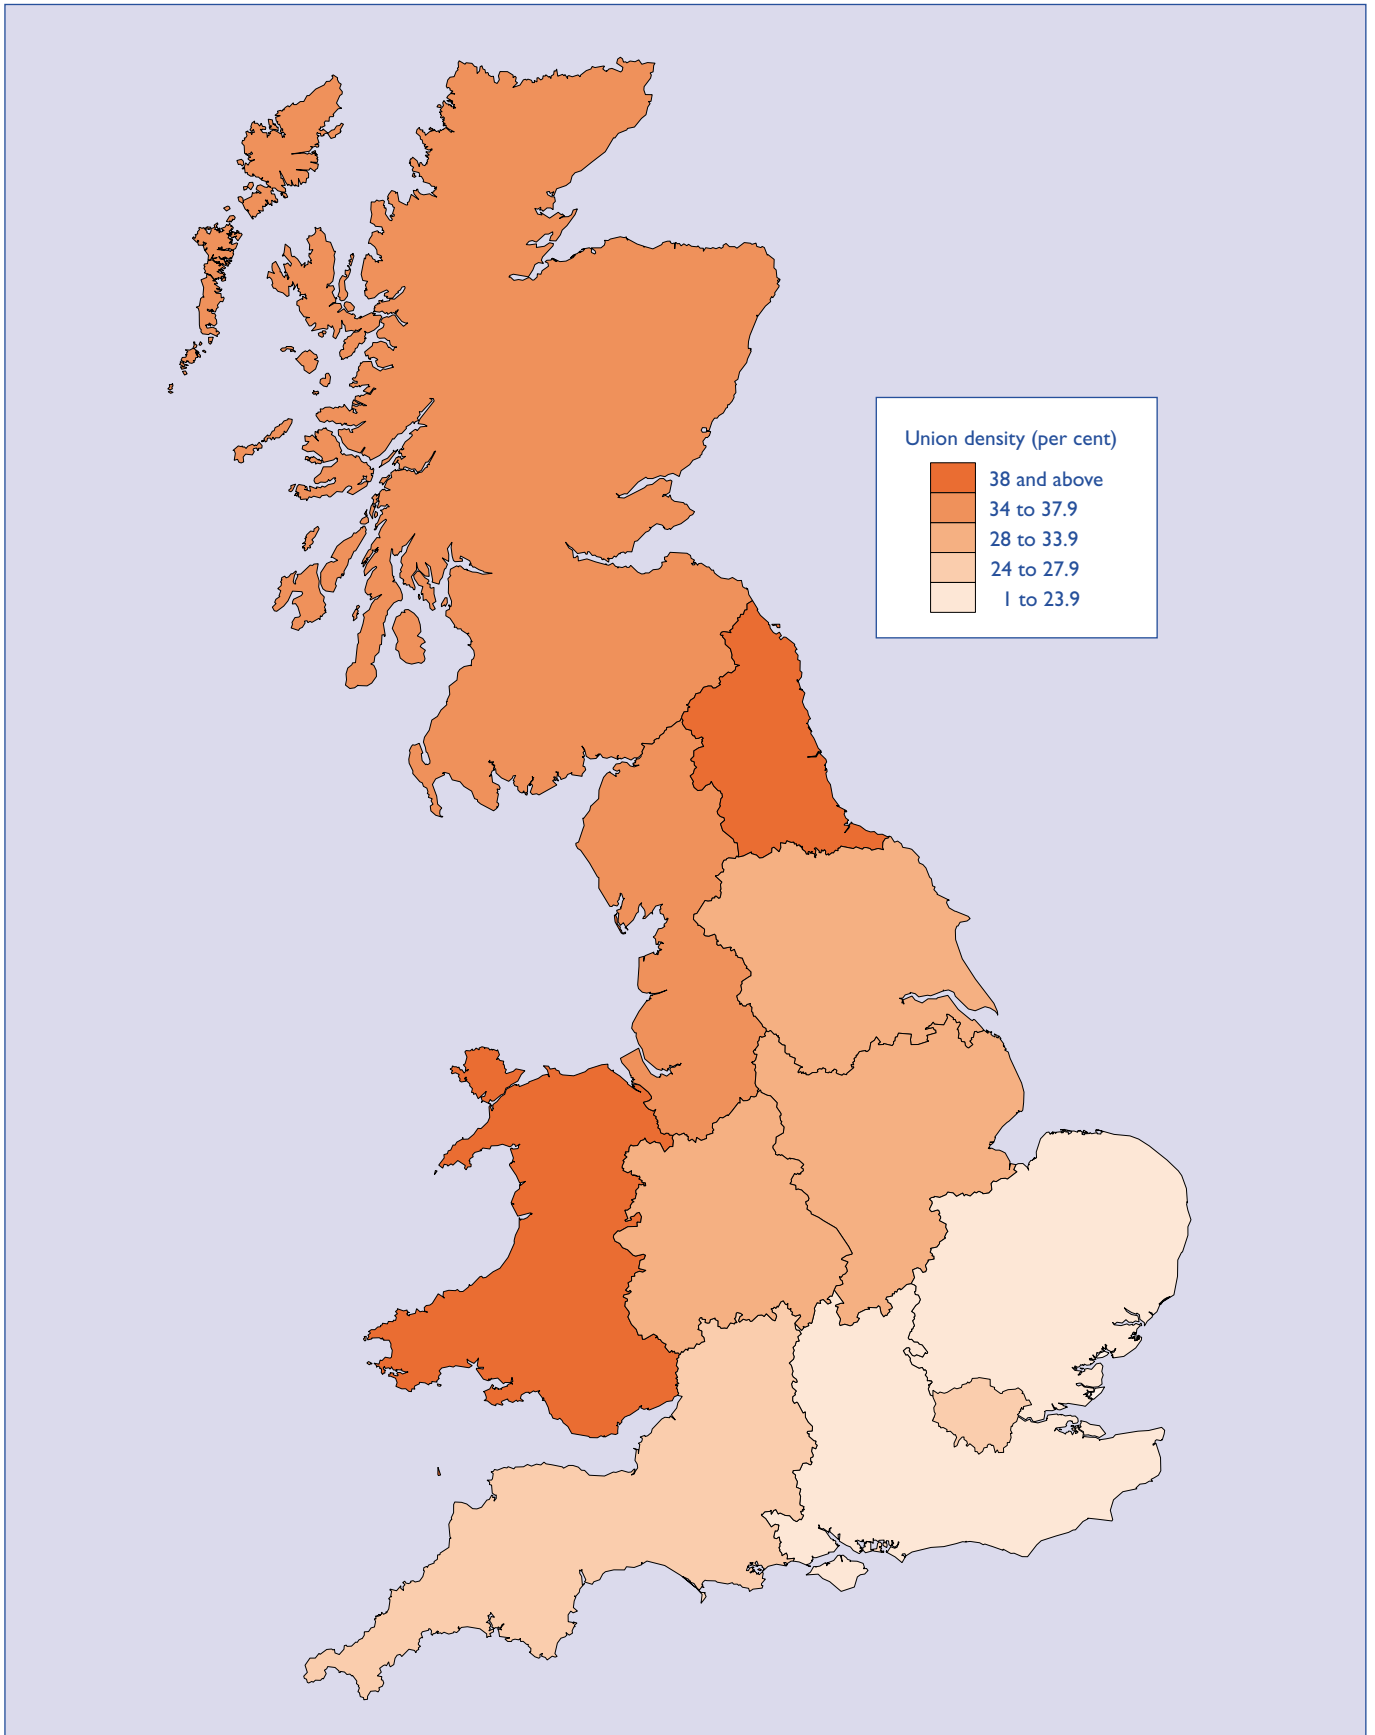 Union density (per cent)
38 and above
34 to 37.9
28 to 33.9
24 to 27.9
1 to 23.9